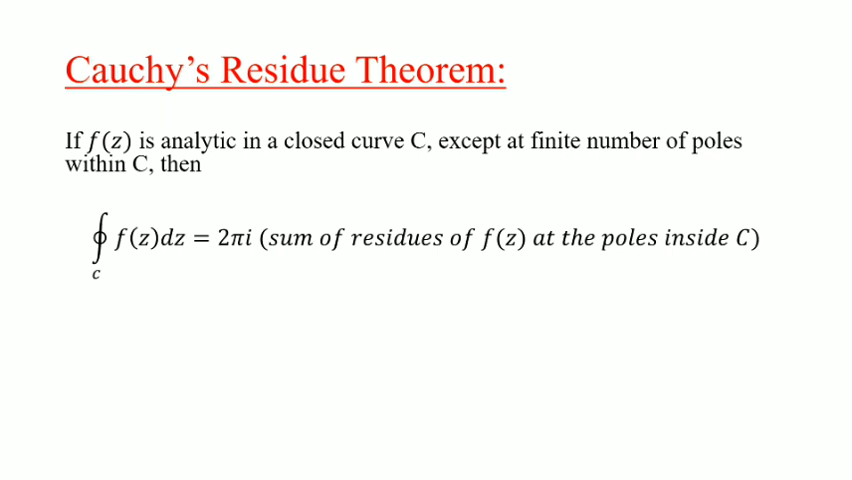 Cauchy’s Residue Theorem:
If 𝑓(𝑧) is analytic in a closed curve C, except at finite number of poles
within C, then
∮ 𝑓(𝑧)𝑑𝑧 = 2𝜋𝑖 (𝑠𝑢𝑚 𝑜𝑓 𝑟𝑒𝑠𝑖𝑑𝑢𝑒𝑠 𝑜𝑓 𝑓(𝑧) 𝑎𝑡 𝑡ℎ𝑒 𝑝𝑜𝑙𝑒𝑠 𝑖𝑛𝑠𝑖𝑑𝑒 𝐶)
𝐶